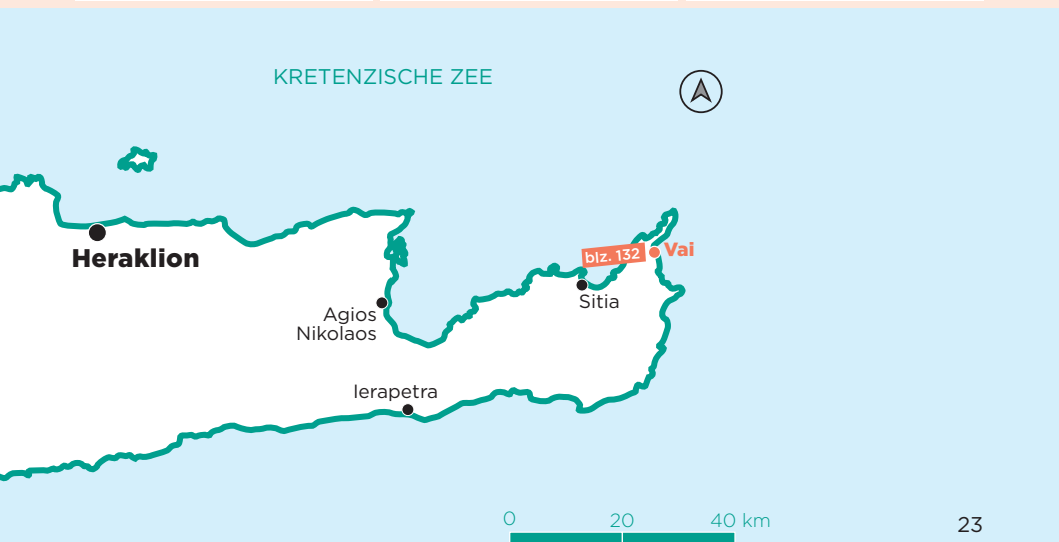 KRETENZISCHE ZEE
Heraklion
blz. 132
Vai
Sitia
Agios
Nikolaos
Ierapetra
0 20 40 km
23